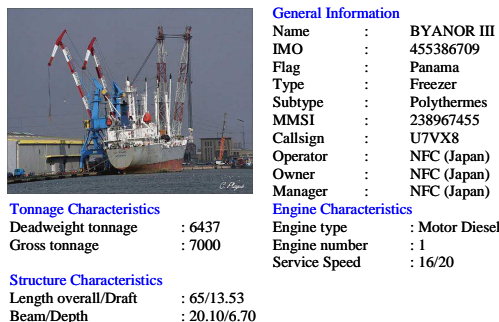 General Information
Name : BYANOR III
IMO : 455386709
Flag : Panama
Type : Freezer
Subtype : Polythermes
MMSI : 238967455
Callsign : U7VX8
Operator : NFC (Japan)
Owner : NFC (Japan)
Manager : NFC (Japan)
Tonnage Characteristics
Deadweight tonnage : 6437
Gross tonnage : 7000
Engine Characteristics
Engine type : Motor Diesel
Engine number : 1
Service Speed : 16/20
Structure Characteristics
Length overall/Draft : 65/13.53
Beam/Depth : 20.10/6.70